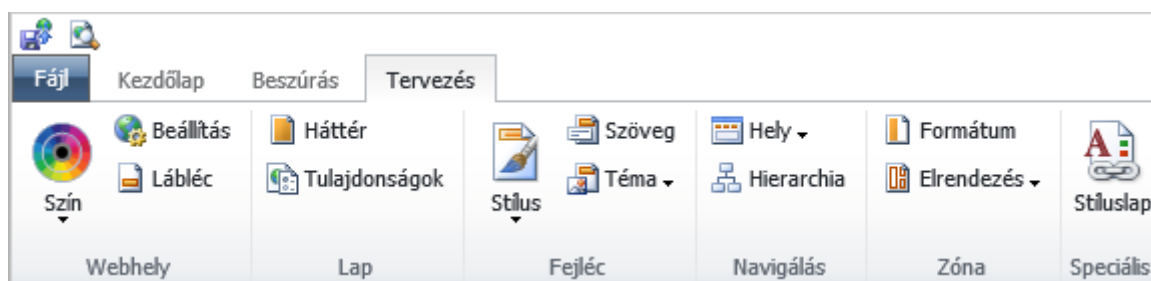 Fájl Kezdőlap Beszúrás Tervezés
Beállítás Háttér Szöveg Hely Formátum
Lábléc Tulajdonságok Téma Hierarchia Elrendezés
Szín Stílus Stíluslap
Webhely Lap Fejléc Navigálás Zóna Speciális